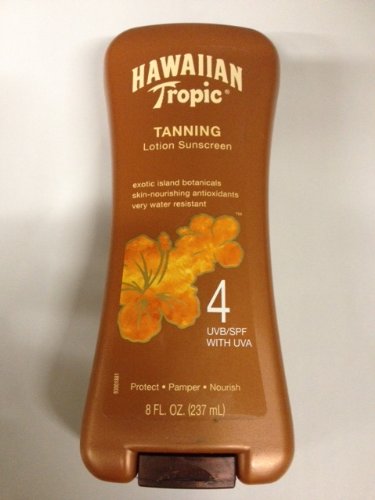 HAWAIIAN
Tropic®
TANNING
Lotion Sunscreen
exotic island botanicals
skin-nourishing antioxidants
very water resistant
™
4
UVB/SPF
WITH UVA
Protect • Pamper • Nourish
8 FL. OZ. (237 mL)